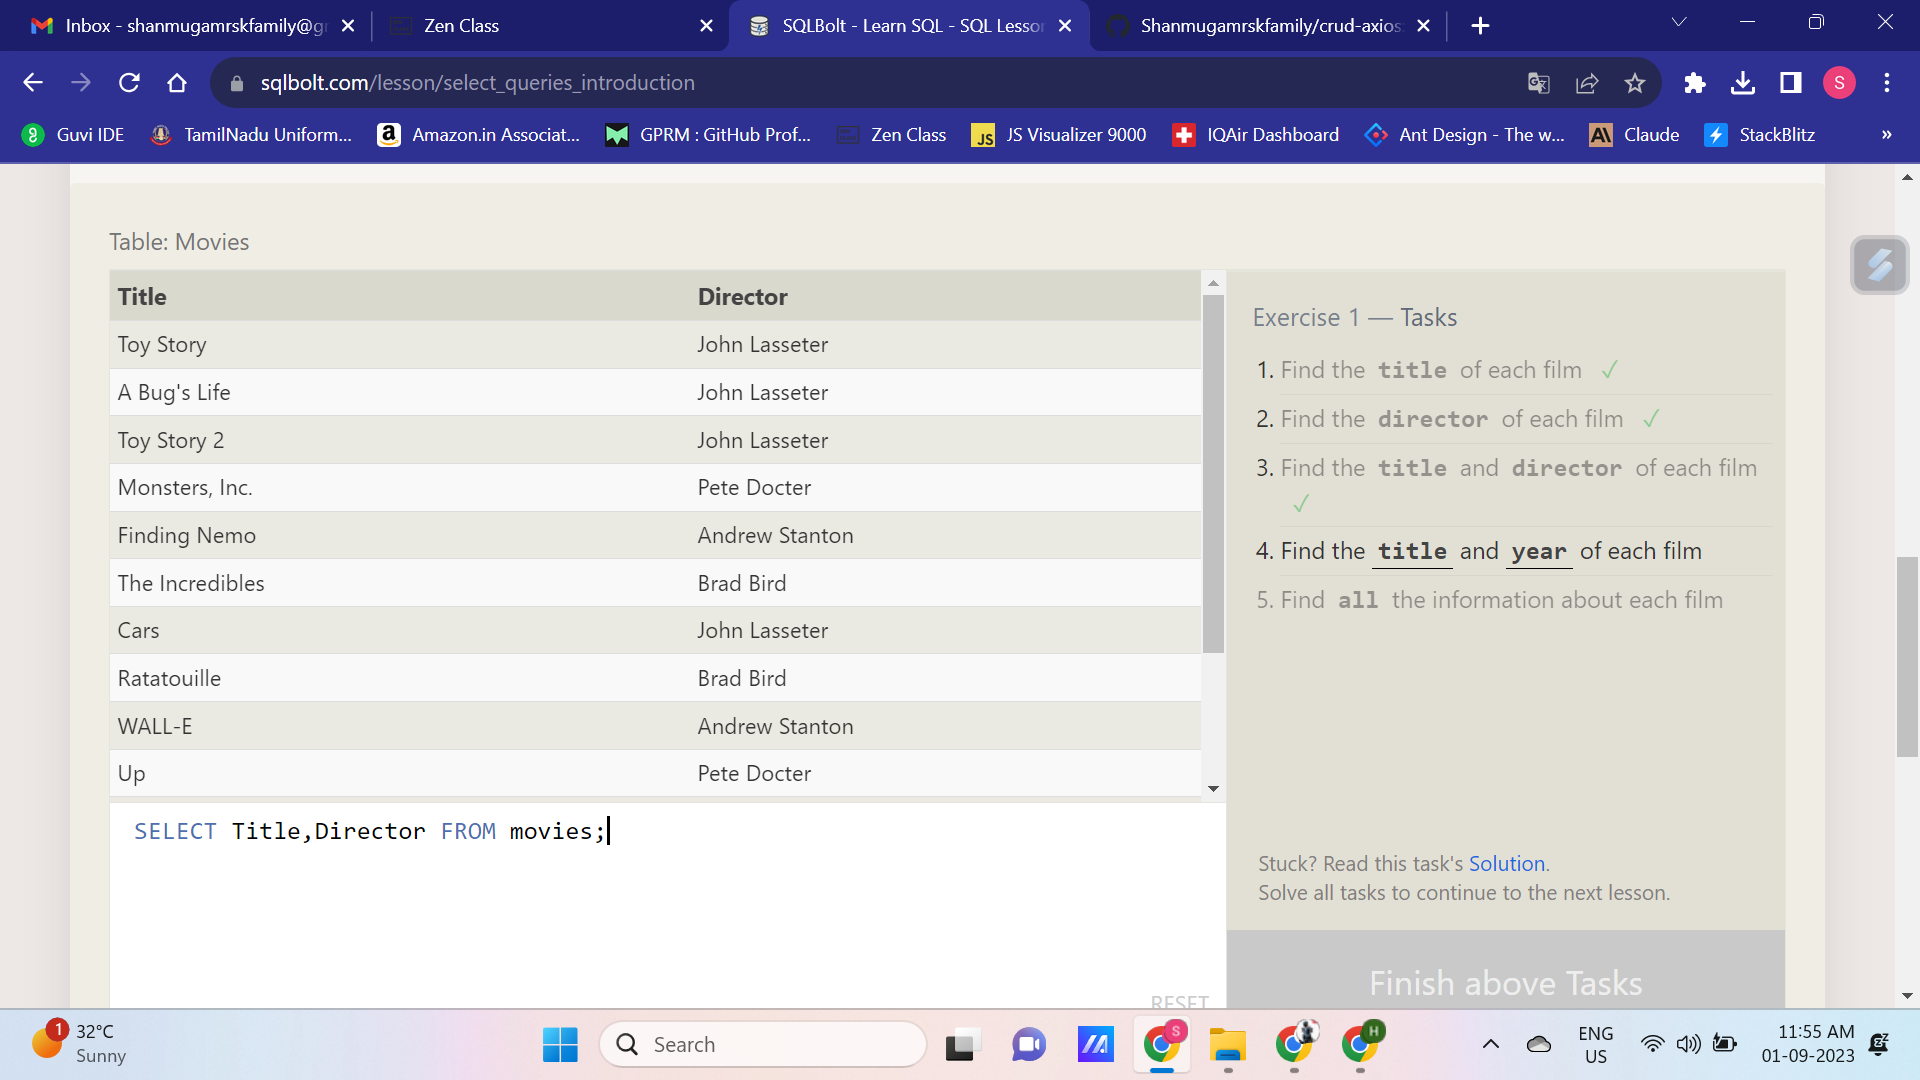 Inbox - shanmugamrskfamily@gr
Zen Class
SQLBolt - Learn SQL - SQL Lesson
Shanmugamrskfamily/crud-axios
sqlbolt.com/lesson/select_queries_introduction
S
Guvi IDE
TamilNadu Uniform...
Amazon.in Associat...
GPRM : GitHub Prof...
Zen Class
JS Visualizer 9000
IQAir Dashboard
Ant Design - The w...
Claude
StackBlitz
»
Table: Movies
Title Director
Toy Story John Lasseter
A Bug's Life John Lasseter
Toy Story 2 John Lasseter
Monsters, Inc. Pete Docter
Finding Nemo Andrew Stanton
The Incredibles Brad Bird
Cars John Lasseter
Ratatouille Brad Bird
WALL-E Andrew Stanton
Up Pete Docter
SELECT Title,Director FROM movies;
RESET
Exercise 1 — Tasks
1. Find the title of each film ✓
2. Find the director of each film ✓
3. Find the title and director of each film
✓
4. Find the title and year of each film
5. Find all the information about each film
Stuck? Read this task's Solution.
Solve all tasks to continue to the next lesson.
Finish above Tasks
1
32°C
Sunny
Search
S
H
ENG
US
11:55 AM
01-09-2023